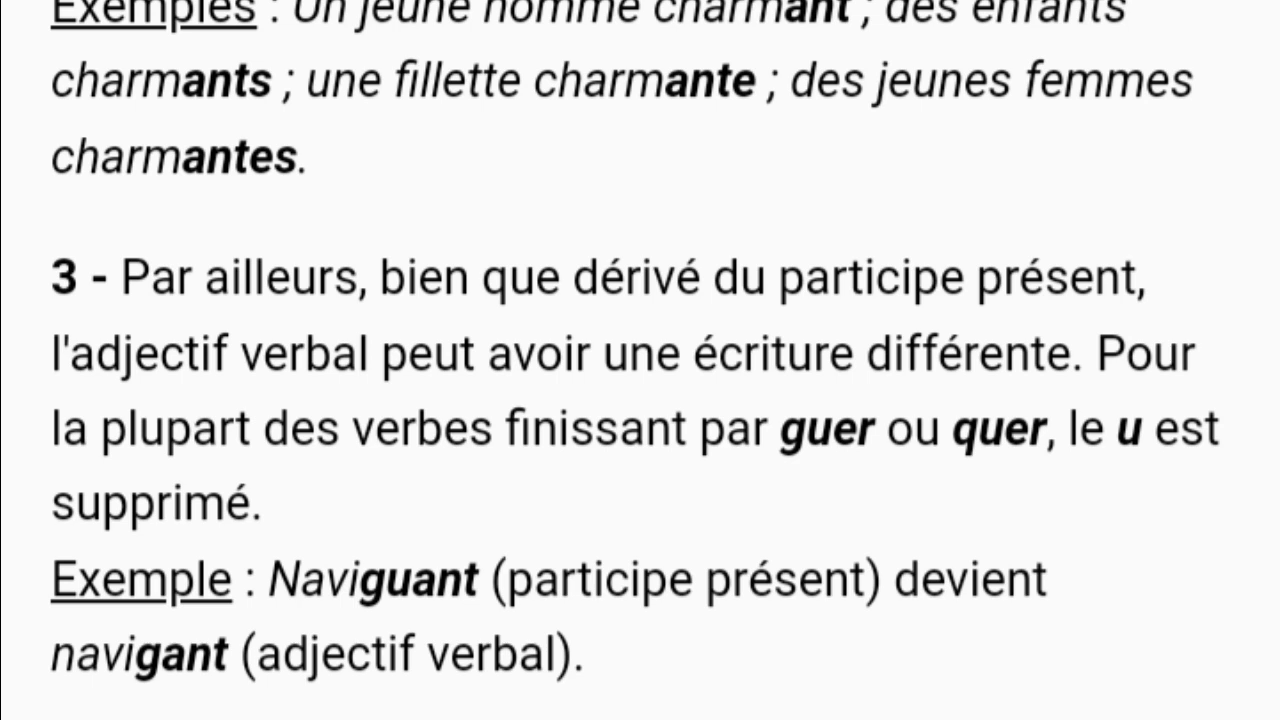 Exemples : Un jeune homme charmant ; des enfants
charmants ; une fillette charmante ; des jeunes femmes
charmantes.
3 - Par ailleurs, bien que dérivé du participe présent,
l'adjectif verbal peut avoir une écriture différente. Pour
la plupart des verbes finissant par guer ou quer, le u est
supprimé.
Exemple : Naviguant (participe présent) devient
navigant (adjectif verbal).